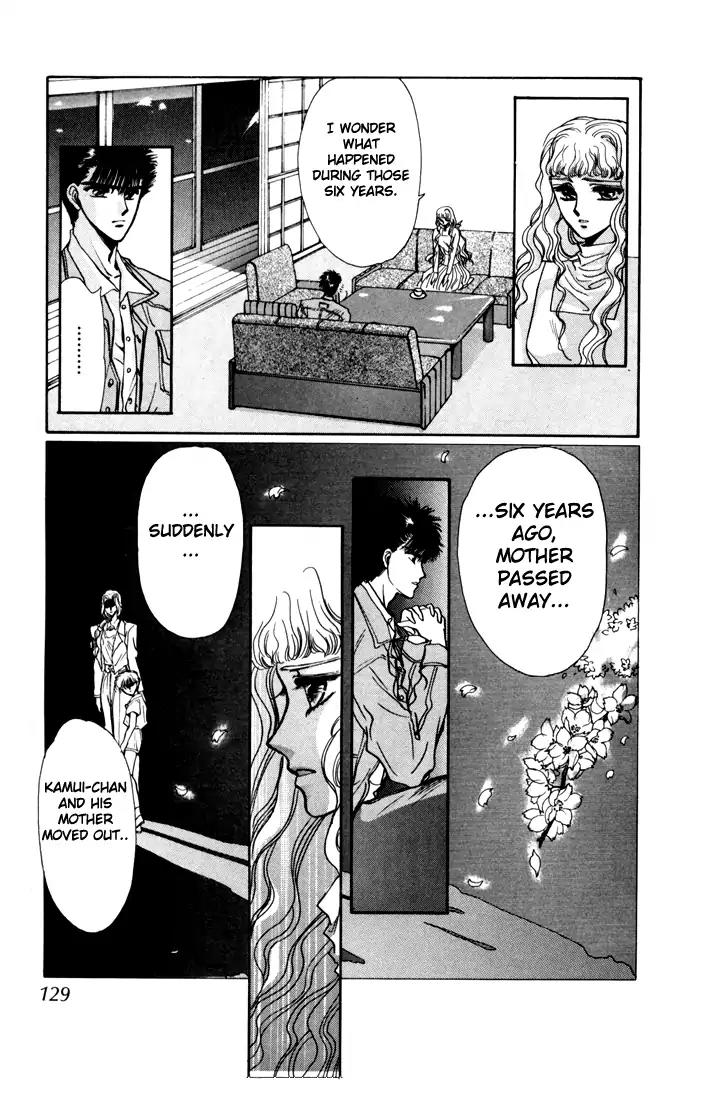 I WONDER
WHAT
HAPPENED
DURING THOSE
SIX YEARS.
.........
...SIX YEARS
AGO,
MOTHER
PASSED
AWAY...
...
SUDDENLY
...
KAMUI-CHAN
AND HIS
MOTHER
MOVED OUT..
129